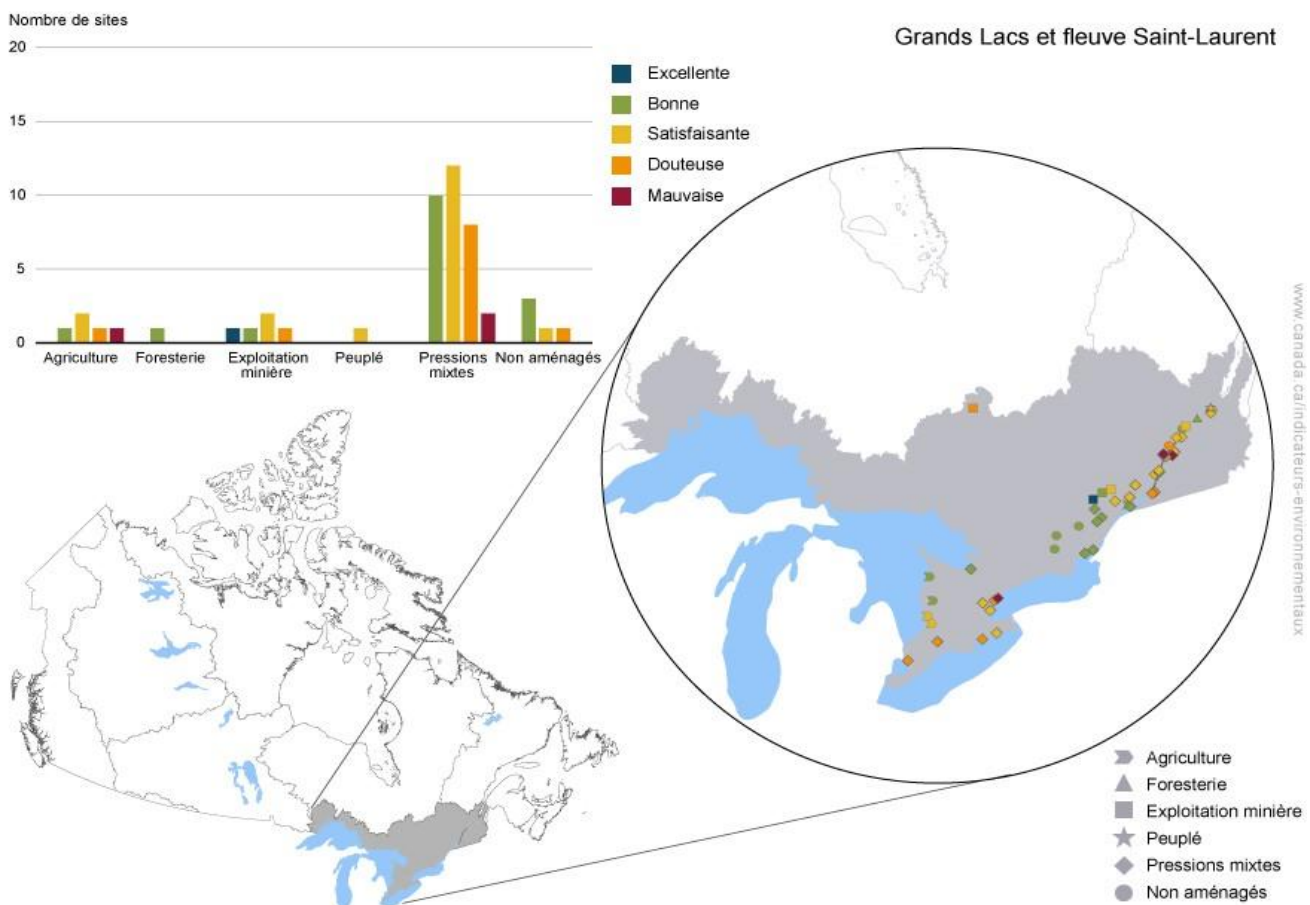 Nombre de sites
20
15
10
5
0
Agriculture
Foresterie
Exploitation
minière
Peuplé
Pressions
mixtes
Non aménagés
Excellente
Bonne
Satisfaisante
Douteuse
Mauvaise
Grands Lacs et fleuve Saint-Laurent
www.canada.ca/indicateurs-environnementaux
Agriculture
Foresterie
Exploitation minière
Peuplé
Pressions mixtes
Non aménagés